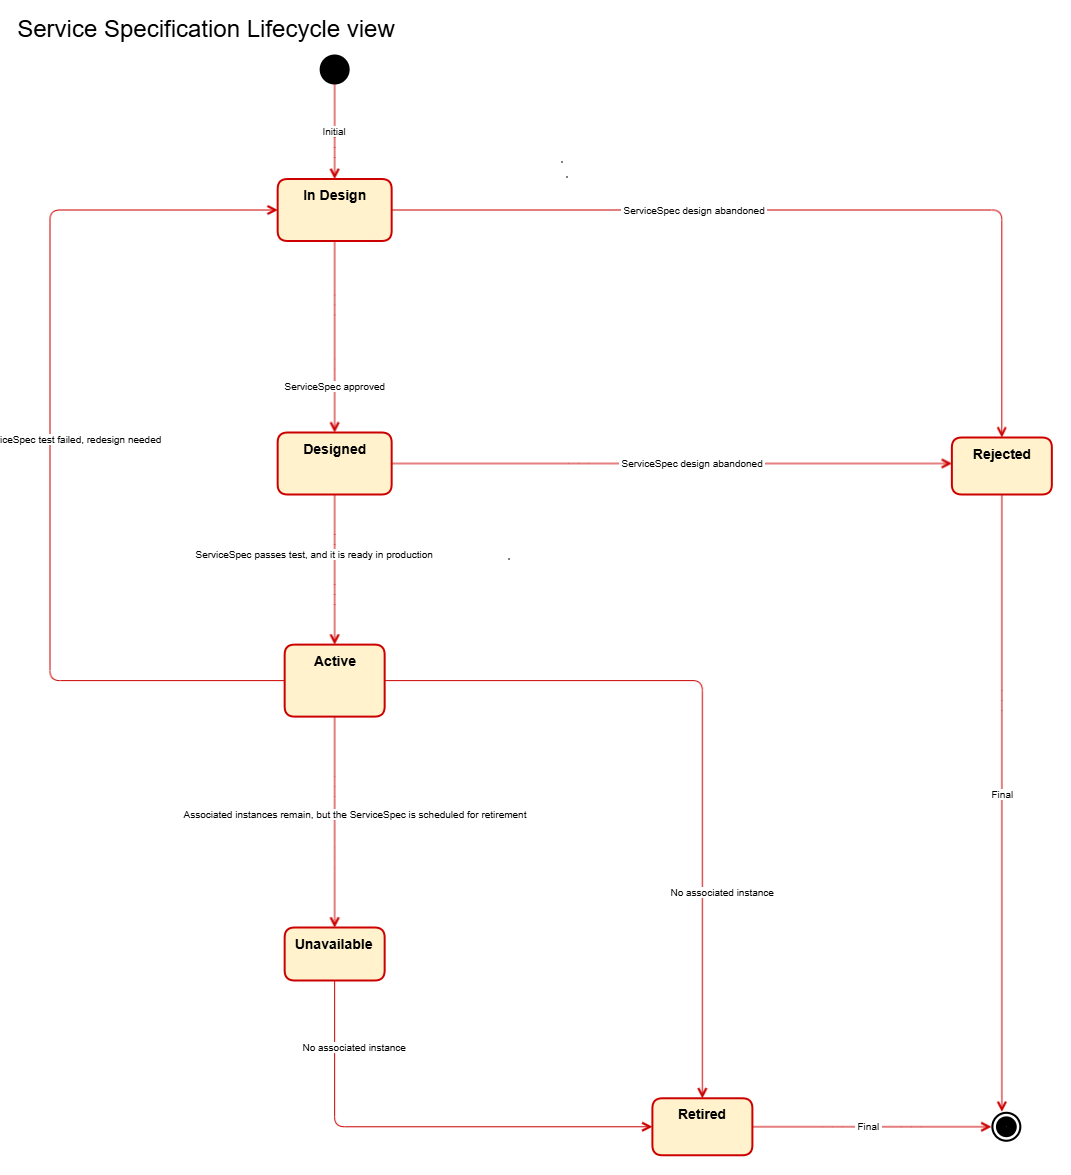 Service Specification Lifecycle view
Initial
In Design
ServiceSpec design abandoned
ServiceSpec approved
iceSpec test failed, redesign needed
Designed
ServiceSpec design abandoned
Rejected
ServiceSpec passes test, and it is ready in production
Active
Final
Associated instances remain, but the ServiceSpec is scheduled for retirement
No associated instance
Unavailable
No associated instance
Retired
Final